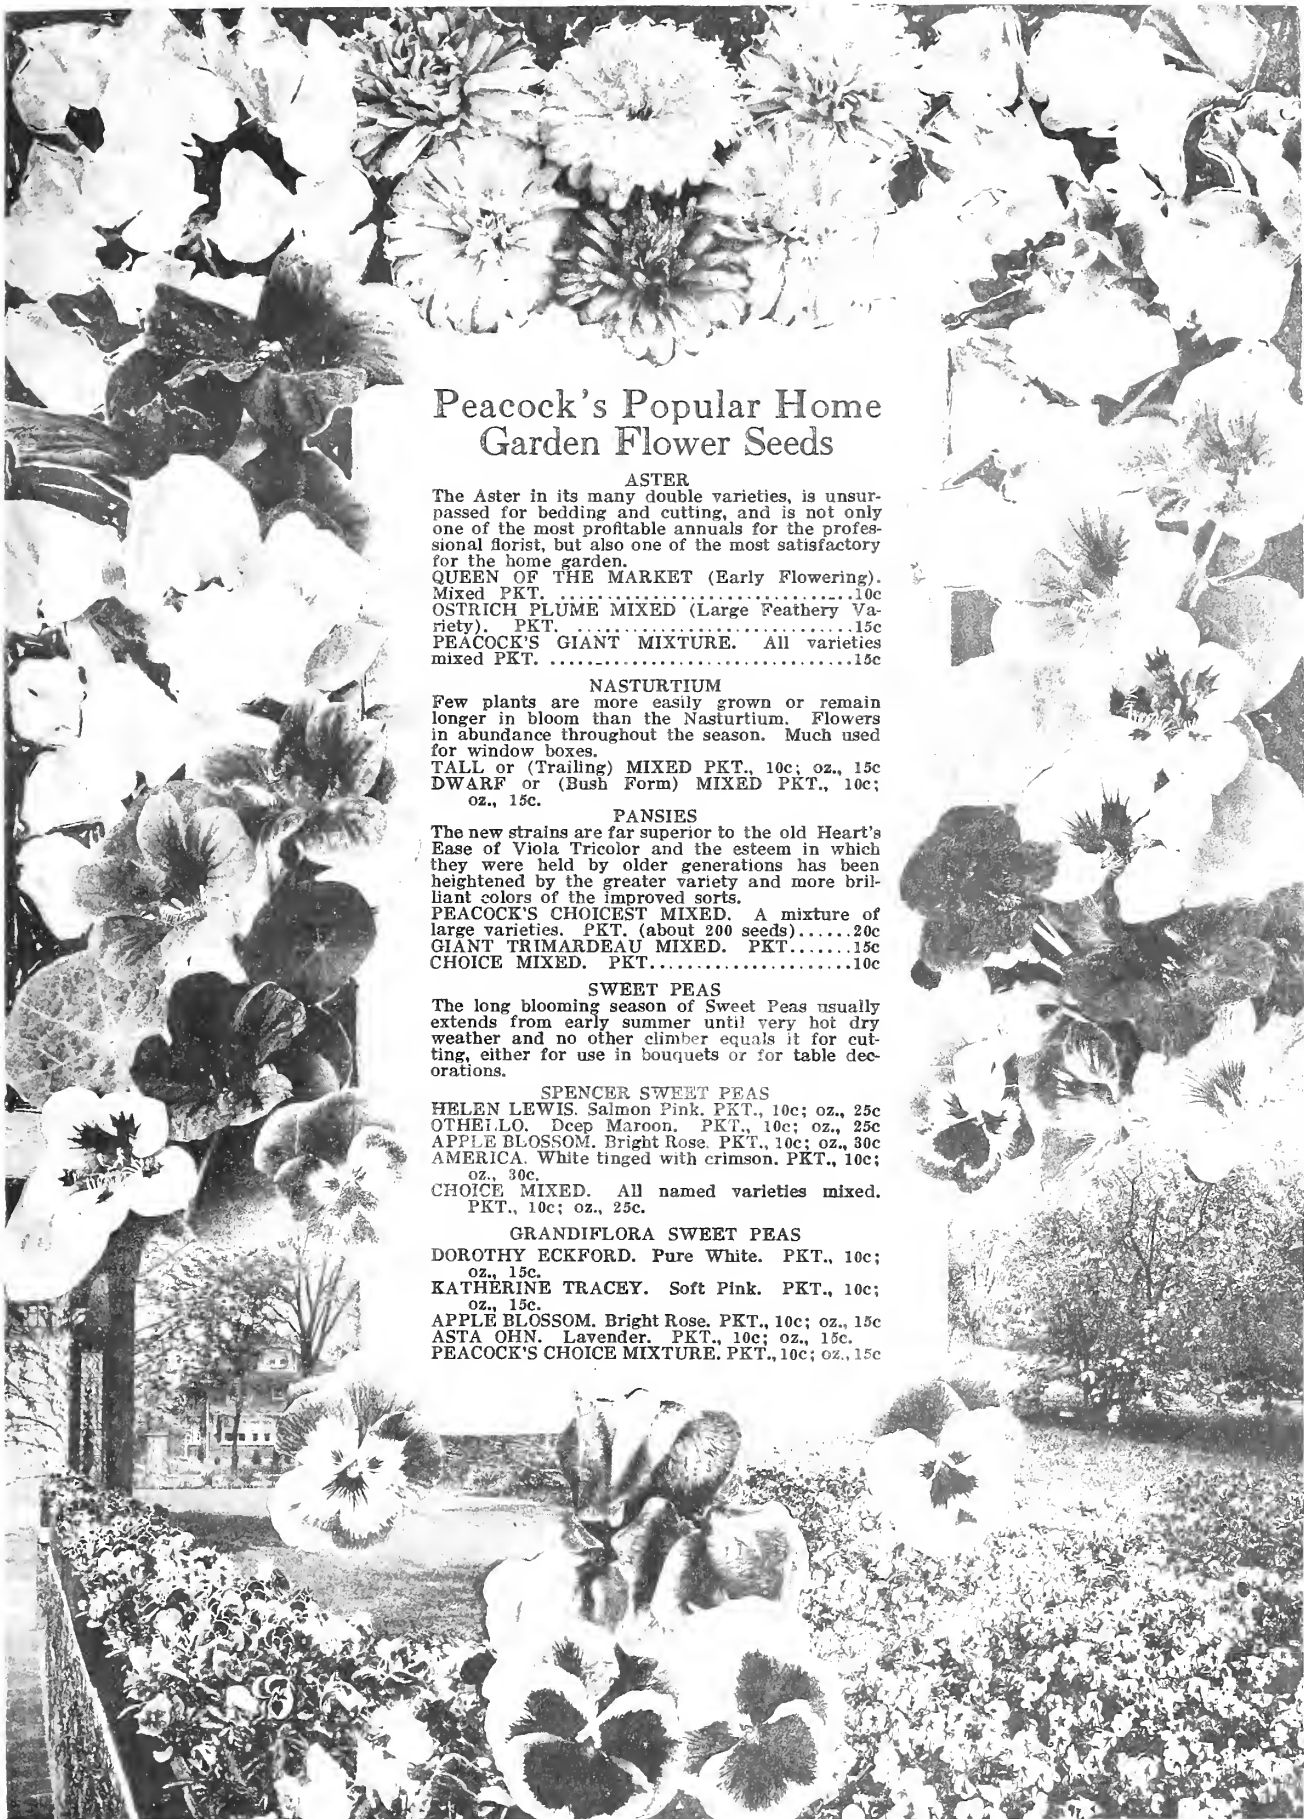 Peacock's Popular Home
Garden Flower Seeds
ASTER
The Aster in its many double varieties, is unsur-
passed for bedding and cutting, and is not only
one of the most profitable annuals for the profes-
sional florist, but also one of the most satisfactory
for the home garden.
QUEEN OF THE MARKET (Early Flowering).
Mixed PKT. ....................................10c
OSTRICH PLUME MIXED (Large Feathery Va-
riety). PKT. ..................................15c
PEACOCK'S GIANT MIXTURE. All varieties
mixed PKT. .....................................15c
NASTURTIUM
Few plants are more easily grown or remain
longer in bloom than the Nasturtium. Flowers
in abundance throughout the season. Much used
for window boxes.
TALL or (Trailing) MIXED PKT., 10c; oz., 15c
DWARF or (Bush Form) MIXED PKT., 10c;
oz., 15c.
PANSIES
The new strains are far superior to the old Heart's
Ease of Viola Tricolor and the esteem in which
they were held by older generations has been
heightened by the greater variety and more bril-
liant colors of the improved sorts.
PEACOCK'S CHOICEST MIXED. A mixture of
large varieties. PKT. (about 200 seeds)......20c
GIANT TRIMARDEAU MIXED. PKT.......15c
CHOICE MIXED. PKT........................10c
SWEET PEAS
The long blooming season of Sweet Peas usually
extends from early summer until very hot dry
weather and no other climber equals it for cut-
ting, either for use in bouquets or for table dec-
orations.
SPENCER SWEET PEAS
HELEN LEWIS. Salmon Pink. PKT., 10c; oz., 25c
OTHELLO. Deep Maroon. PKT., 10c; oz., 25c
APPLE BLOSSOM. Bright Rose. PKT., 10c; oz., 30c
AMERICA. White tinged with crimson. PKT., 10c;
oz., 30c.
CHOICE MIXED. All named varieties mixed.
PKT., 10c; oz., 25c.
GRANDIFLORA SWEET PEAS
DOROTHY ECKFORD. Pure White. PKT., 10c;
oz., 15c.
KATHERINE TRACEY. Soft Pink. PKT., 10c;
oz., 15c.
APPLE BLOSSOM. Bright Rose. PKT., 10c; oz., 15c
ASTA OHN. Lavender. PKT., 10c; oz., 15c.
PEACOCK'S CHOICE MIXTURE. PKT., 10c; oz., 15c